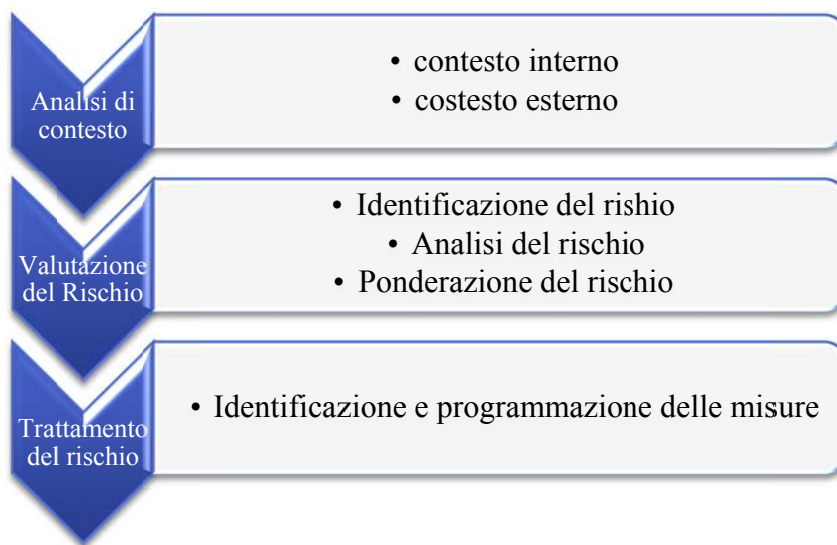 Analisi di
contesto
• contesto interno
• costesto esterno
Valutazione
del Rischio
• Identificazione del rishio
• Analisi del rischio
• Ponderazione del rischio
Trattamento
del rischio
• Identificazione e programmazione delle misure